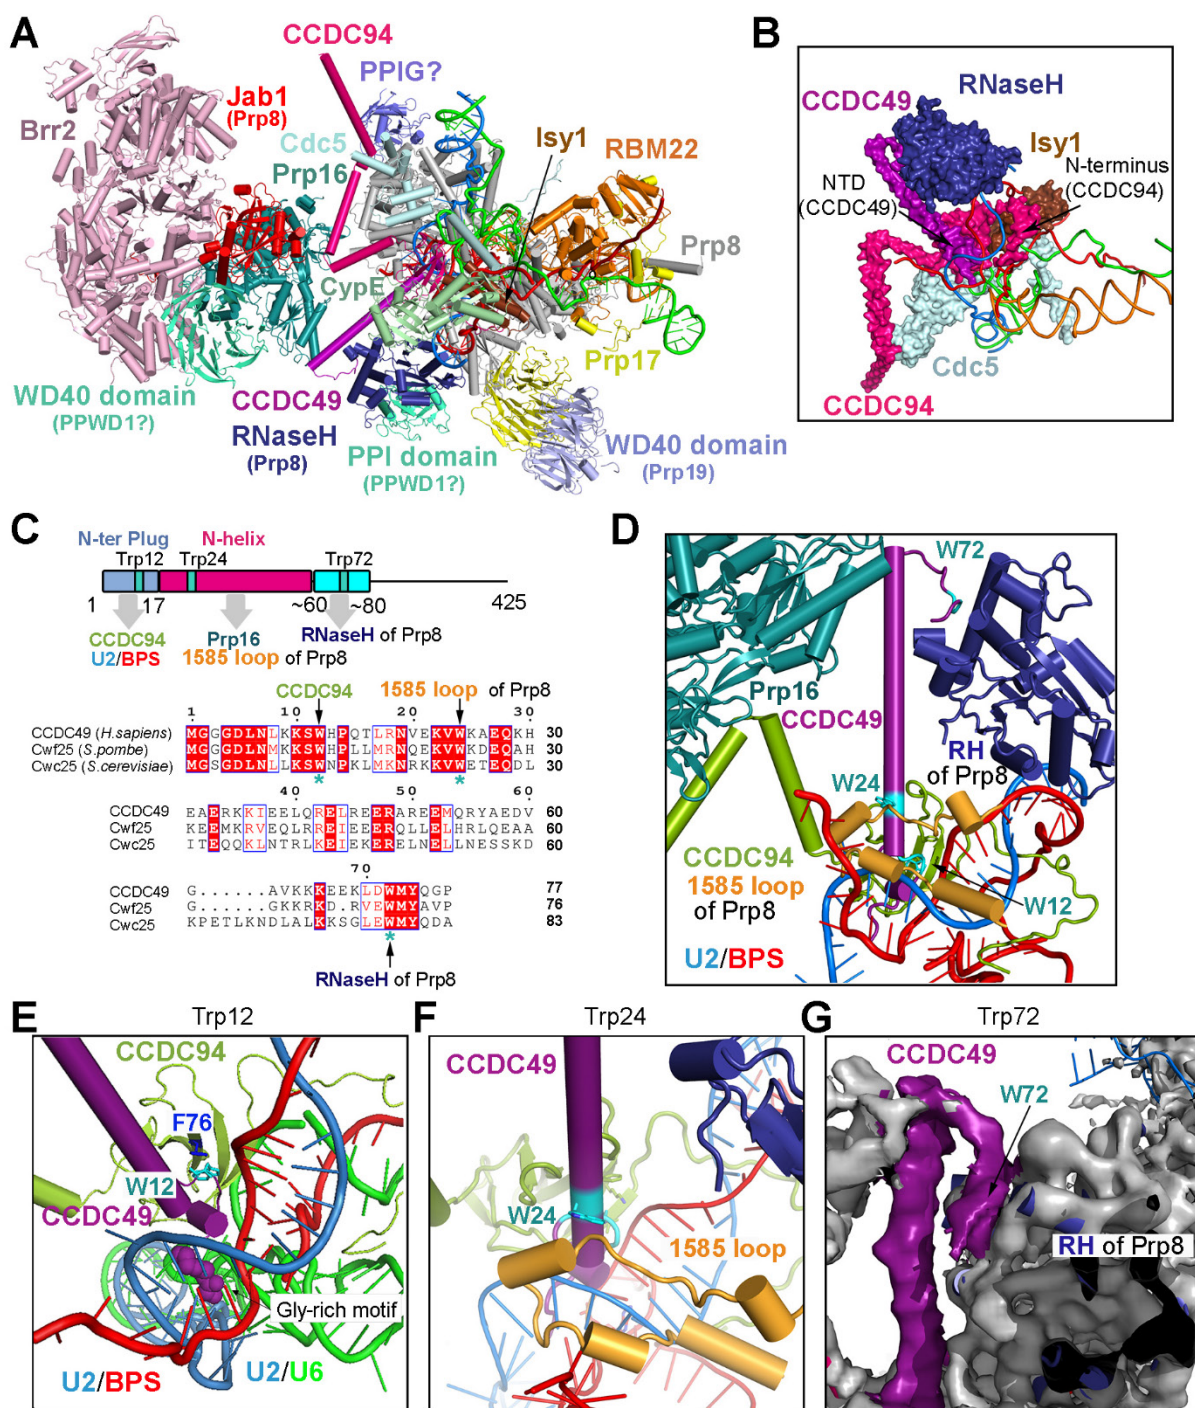 A
CCDC94
PPIG?
Jab1
(Prp8)
Brr2
Cdc5
Prp16
Isy1
RBM22
Prp8
CypE
Prp17
WD40 domain
(PPWD1?)
CCDC49
RNaseH
(Prp8)
PPI domain
(PPWD1?)
WD40 domain
(Prp19)
B
RNaseH
CCDC49
Isy1
N-terminus
(CCDC94)
NTD
(CCDC49)
Cdc5
CCDC94
C
N-ter Plug N-helix
Trp12 Trp24 Trp72
1 17 ~60 ~80 425
CCDC94 Prp16 RNaseH of Prp8
U2/BPS 1585 loop of Prp8
CCDC94 1585 loop of Prp8
1 10 20 30
CCDC49 (H.sapiens) MGGGDLNLKKSWHPQTLRNVEKVWKAEQKH 30
Cwf25 (S.pombe) MGGGDLNMKKSWHPLLMRNQEKVWKDEQAH 30
Cwc25 (S.cerevisiae) MGSGDLNLLKSWNPKLMKNRKKVWETEQDL 30
*
*
40 50 60
CCDC49 EAERKKIEELQRELREERAREEMQRYAEDV 60
Cwf25 KEEMKRVEQLRREIEEERQLLELHRLQEAA 60
Cwc25 ITEQQKLNTRLKEIEKERELNELLNESSKD 60
70
CCDC49 G......AVKKKEEKLDWMYQGP 77
Cwf25 G......GKKRKD.RVEWMYAVP 76
Cwc25 KPETLKNDLALKKSGLEWMYQDA 83
*
RNaseH of Prp8
D
W72
Prp16
CCDC49
RH
of Prp8
W24
CCDC94
1585 loop
of Prp8
W12
U2/BPS
E
Trp12
CCDC94
F76
W12
CCDC49
Gly-rich motif
U2/BPS
U2/U6
F
Trp24
CCDC49
W24
1585 loop
G
Trp72
CCDC49
W72
RH of Prp8